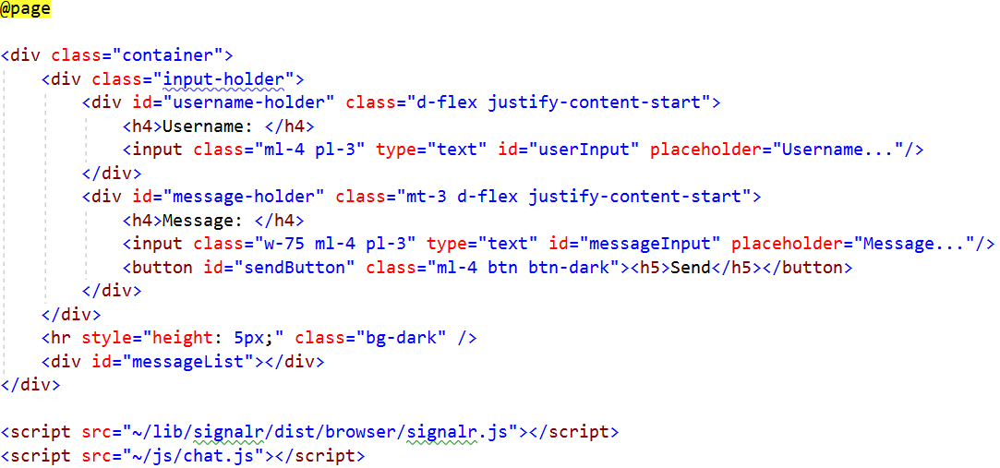 @page
<div class="container">
    <div class="input-holder">
        <div id="username-holder" class="d-flex justify-content-start">
            <h4>Username: </h4>
            <input class="ml-4 pl-3" type="text" id="userInput" placeholder="Username..."/>
        </div>
        <div id="message-holder" class="mt-3 d-flex justify-content-start">
            <h4>Message: </h4>
            <input class="w-75 ml-4 pl-3" type="text" id="messageInput" placeholder="Message..."/>
            <button id="sendButton" class="ml-4 btn btn-dark"><h5>Send</h5></button>
        </div>
    </div>
    <hr style="height: 5px;" class="bg-dark" />
    <div id="messageList"></div>
</div>
<script src="~/lib/signalr/dist/browser/signalr.js"></script>
<script src="~/js/chat.js"></script>